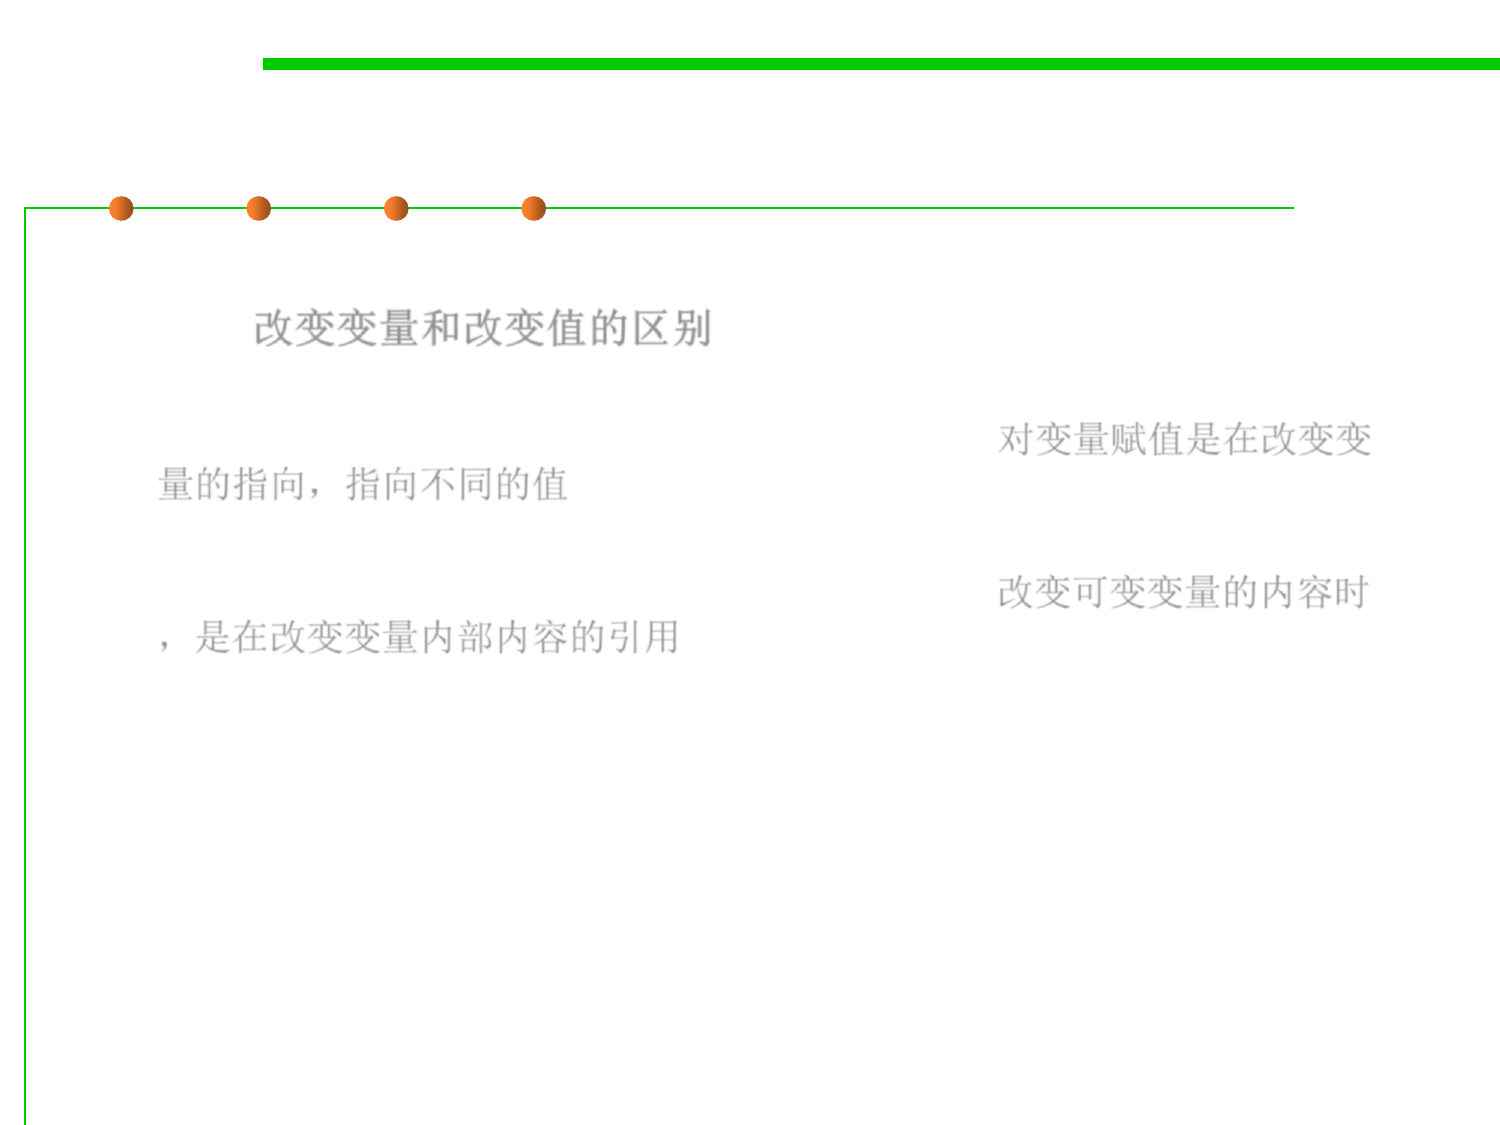 改变变量和改变值的区别
对变量赋值是在改变变
量的指向，指向不同的值
改变可变变量的内容时
，是在改变变量内部内容的引用